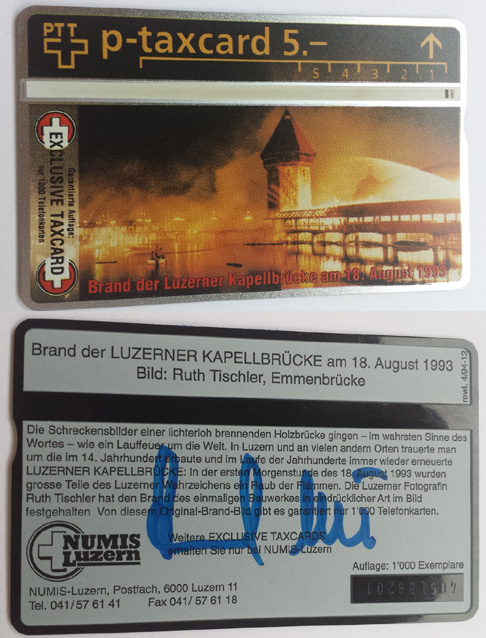 PTT
p-taxcard 5.–
5 4 3 2 1
EXCLUSIVE TAXCARD
Garantierte Auflage:
nur 1000 Telefonkarten
Brand der Luzerner Kapellbrücke am 18. August 1993
Brand der LUZERNER KAPELLBRÜCKE am 18. August 1993
Bild: Ruth Tischler, Emmenbrücke
rowi. 4/94-12
Die Schreckensbilder einer lichterloh brennenden Holzbrücke gingen – im wahrsten Sinne des
Wortes – wie ein Lauffeuer um die Welt. In Luzern und an vielen andern Orten trauerte man
um die im 14. Jahrhundert erbaute und im Laufe der Jahrhunderte immer wieder erneuerte
LUZERNER KAPELLBRÜCKE: In der ersten Morgenstunde des 18. August 1993 wurden
grosse Teile des Luzerner Wahrzeichens ein Raub der Flammen. Die Luzerner Fotografin
Ruth Tischler hat den Brand des einmaligen Bauwerkes in eindrücklicher Art im Bild
festgehalten. Von diesem Original-Brand-Bild gibt es garantiert nur 1'000 Telefonkarten.
Weitere EXCLUSIVE TAXCARDS
erhalten Sie nur bei NUMIS-Luzern
NUMIS
Luzern
Auflage: 1'000 Exemplare
NUMIS-Luzern, Postfach, 6000 Luzern 11
Tel. 041/57 61 41 Fax 041/57 61 18